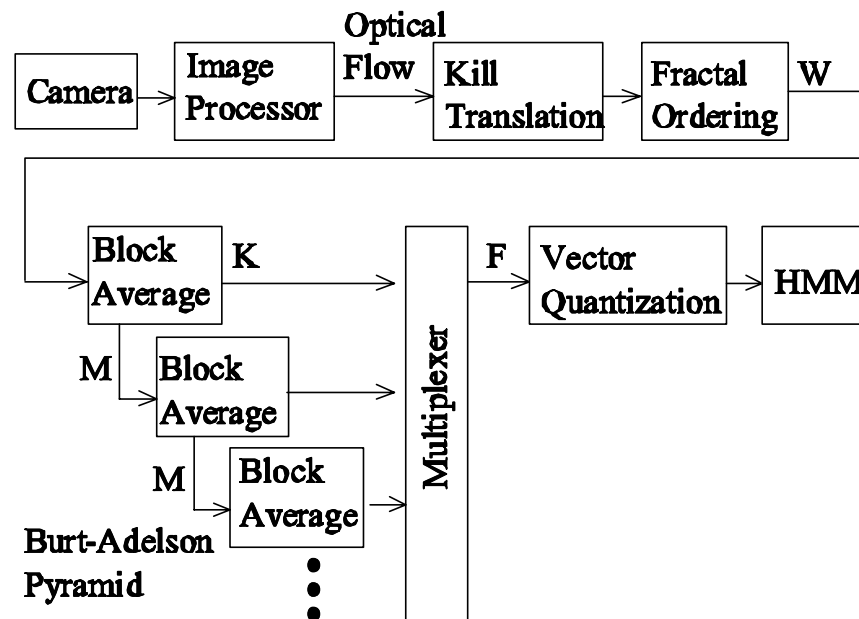 Camera
Image
Processor
Optical
Flow
Kill
Translation
Fractal
Ordering
W
Block
Average
K
M
Block
Average
M
Block
Average
Burt-Adelson
Pyramid
Multiplexer
F
Vector
Quantization
HMM